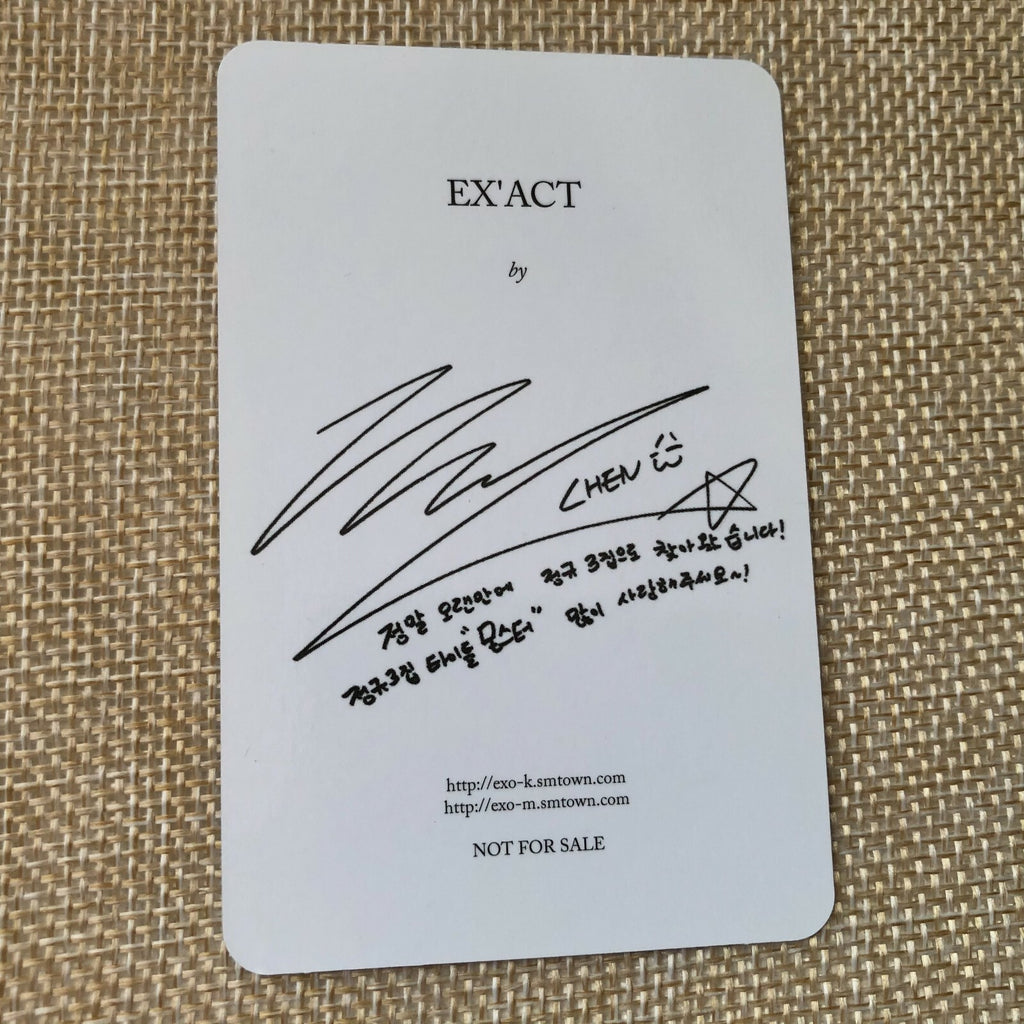 EX'ACT
by
CHEN
정말 오랜만에 정규 3집으로 찾아왔습니다!
정규3집 타이틀 "몬스터" 많이 사랑해주세요~!
http://exo-k.smtown.com
http://exo-m.smtown.com
NOT FOR SALE